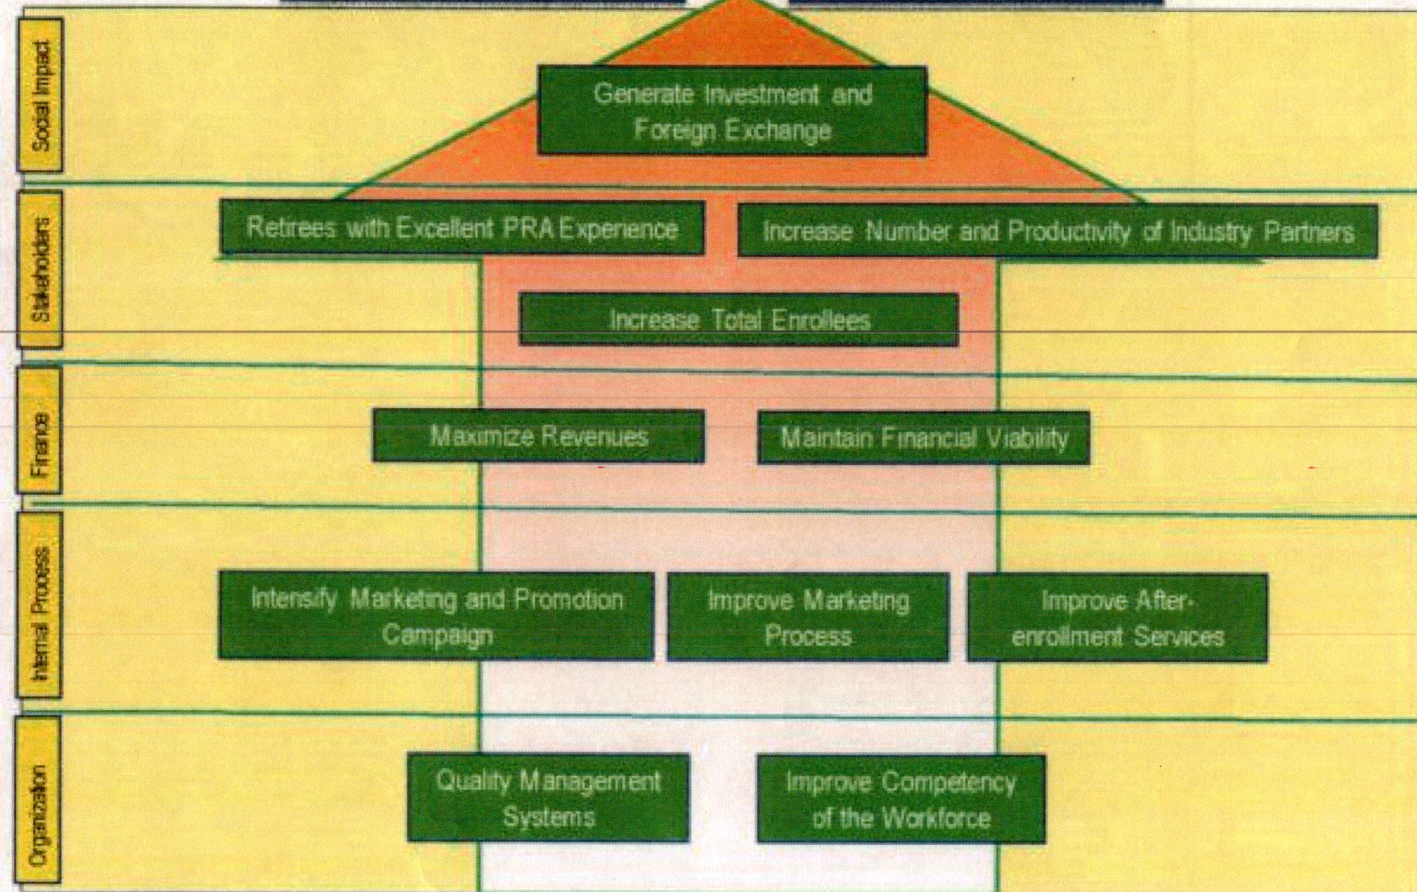 Social Impact
Generate Investment and
Foreign Exchange
Stakeholders
Retirees with Excellent PRA Experience
Increase Number and Productivity of Industry Partners
Increase Total Enrollees
Finance
Maximize Revenues
Maintain Financial Viability
Internal Process
Intensify Marketing and Promotion
Campaign
Improve Marketing
Process
Improve After-
enrollment Services
Organization
Quality Management
Systems
Improve Competency
of the Workforce